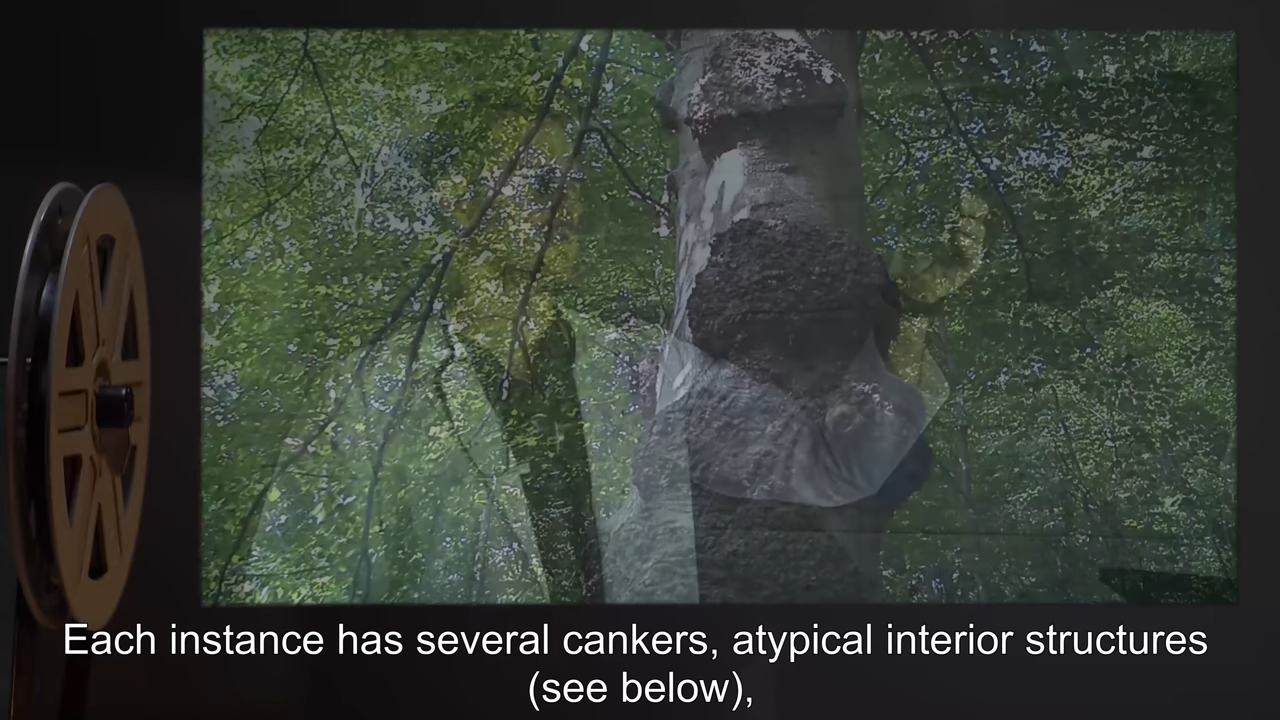 Each instance has several cankers, atypical interior structures
(see below),